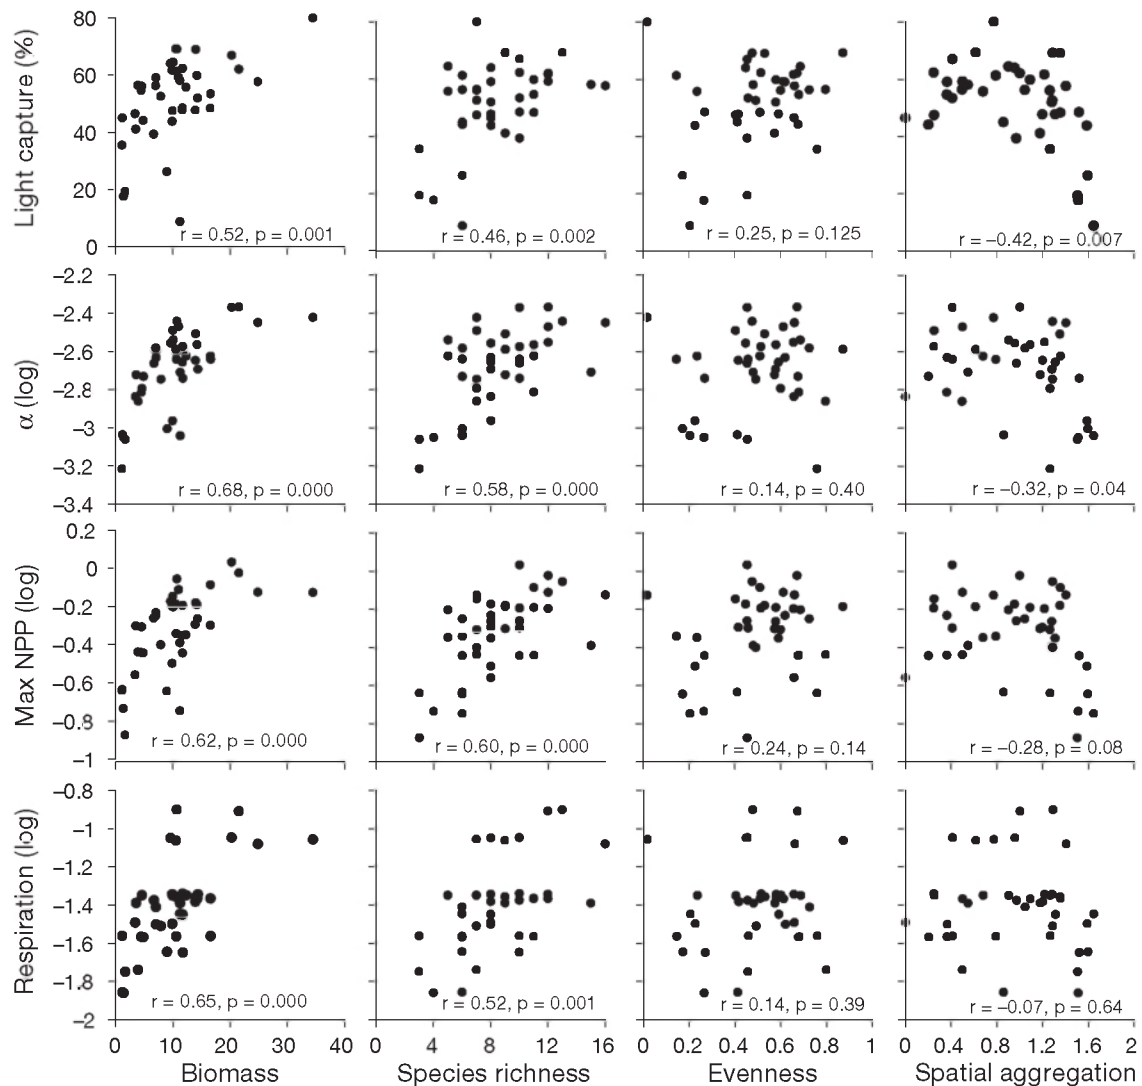 Light capture (%)
80
60
40
20
0
r = 0.52, p = 0.001
r = 0.46, p = 0.002
r = 0.25, p = 0.125
r = −0.42, p = 0.007
α (log)
−2.2
−2.4
−2.6
−2.8
−3
−3.2
−3.4
r = 0.68, p = 0.000
r = 0.58, p = 0.000
r = 0.14, p = 0.40
r = −0.32, p = 0.04
Max NPP (log)
0.2
0
−0.2
−0.4
−0.6
−0.8
−1
r = 0.62, p = 0.000
r = 0.60, p = 0.000
r = 0.24, p = 0.14
r = −0.28, p = 0.08
Respiration (log)
−0.8
−1
−1.2
−1.4
−1.6
−1.8
−2
r = 0.65, p = 0.000
r = 0.52, p = 0.001
r = 0.14, p = 0.39
r = −0.07, p = 0.64
0 10 20 30 40
0 4 8 12 16
0 0.2 0.4 0.6 0.8 1
0 0.4 0.8 1.2 1.6 2
Biomass
Species richness
Evenness
Spatial aggregation